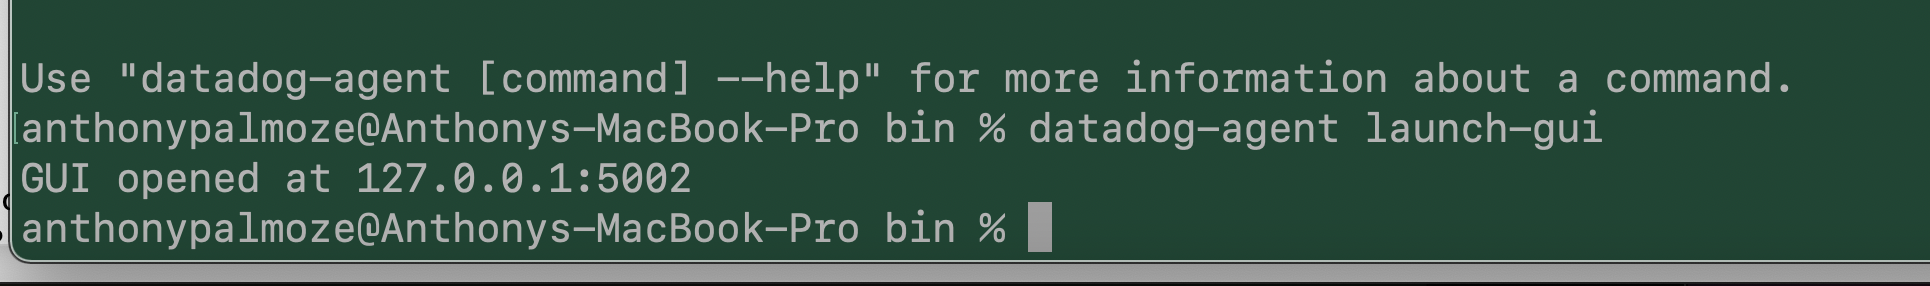 Use "datadog-agent [command] --help" for more information about a command.
[anthonypalmoze@Anthonys-MacBook-Pro bin % datadog-agent launch-gui
GUI opened at 127.0.0.1:5002
anthonypalmoze@Anthonys-MacBook-Pro bin %